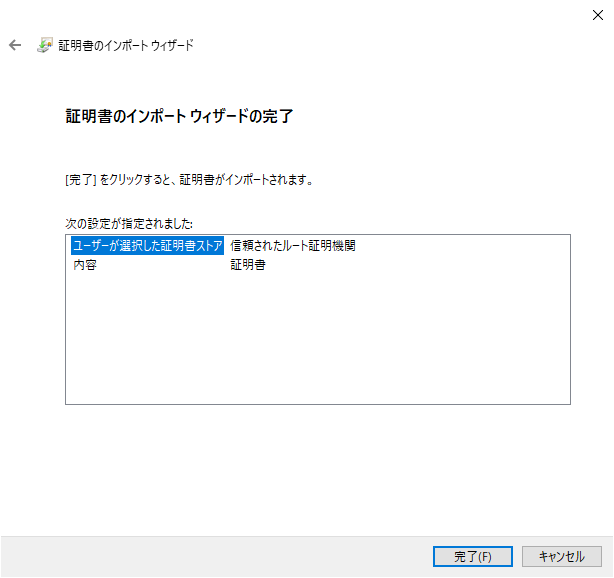 証明書のインポート ウィザード
証明書のインポート ウィザードの完了
[完了] をクリックすると、証明書がインポートされます。
次の設定が指定されました:
ユーザーが選択した証明書ストア 信頼されたルート証明機関
内容 証明書
完了(F) キャンセル